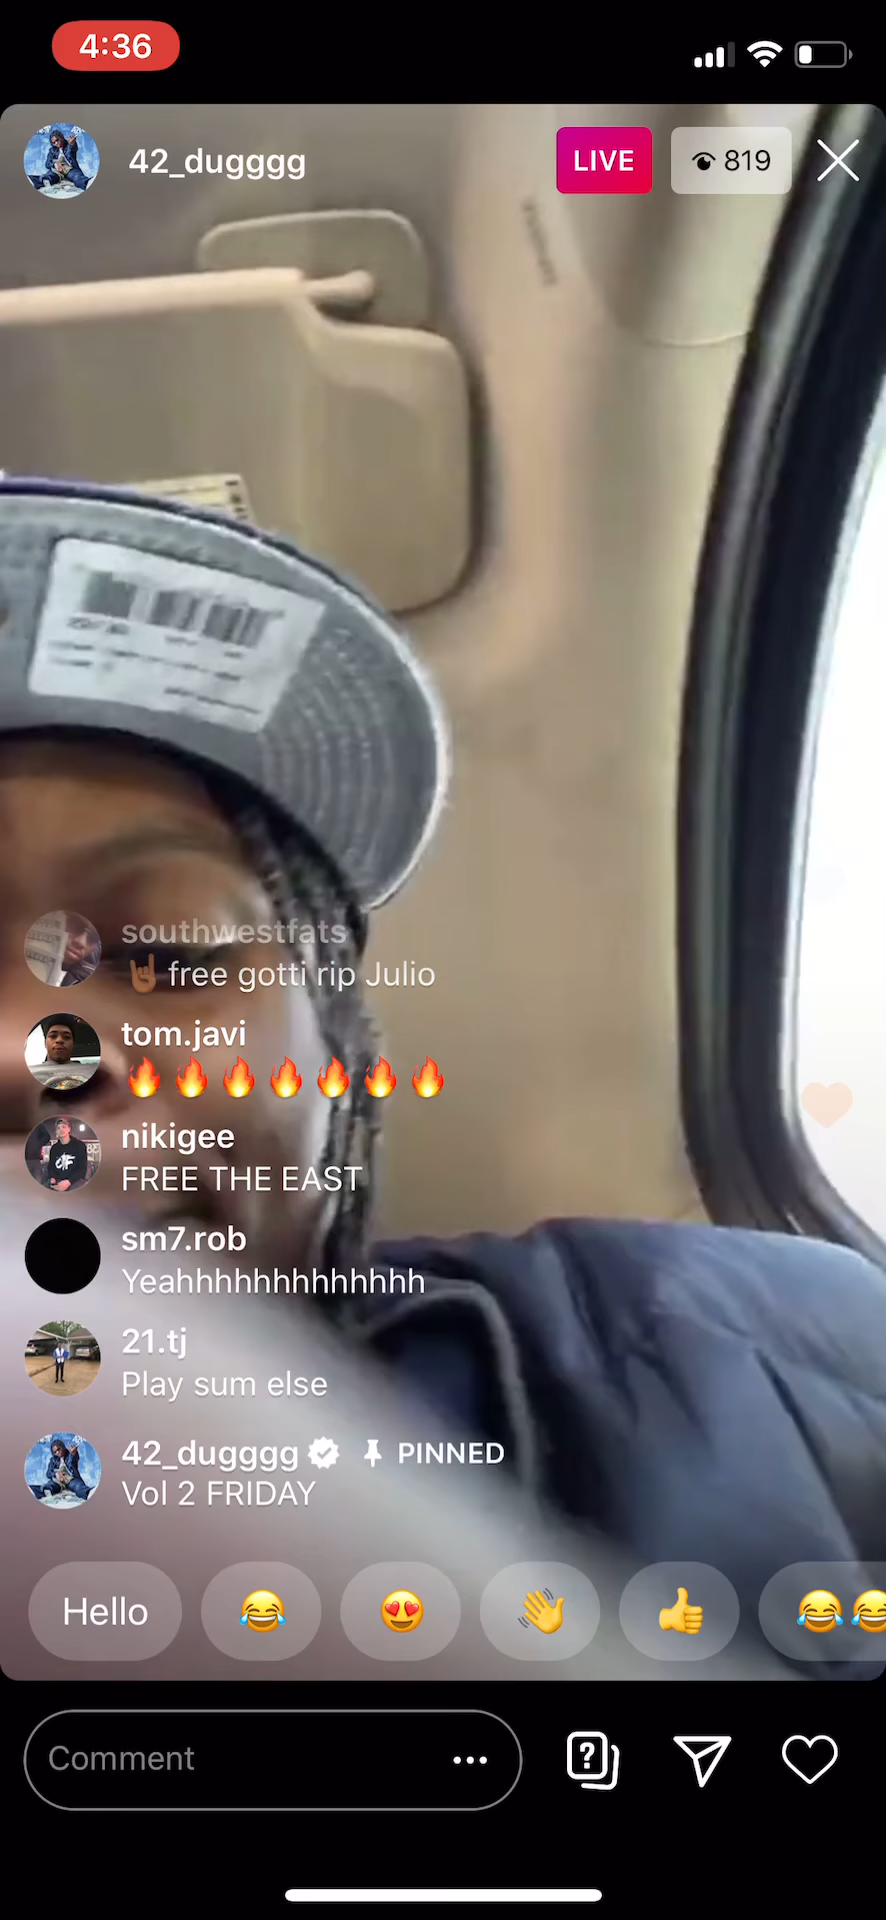 4:36
42_dugggg
LIVE
819
southwestfats
🤘🏾 free gotti rip Julio
tom.javi
🔥🔥🔥🔥🔥🔥🔥
nikigee
FREE THE EAST
sm7.rob
Yeahhhhhhhhhhhhh
21.tj
Play sum else
42_dugggg PINNED
Vol 2 FRIDAY
Hello 😂 😍 👋 👍 😂😂
Comment